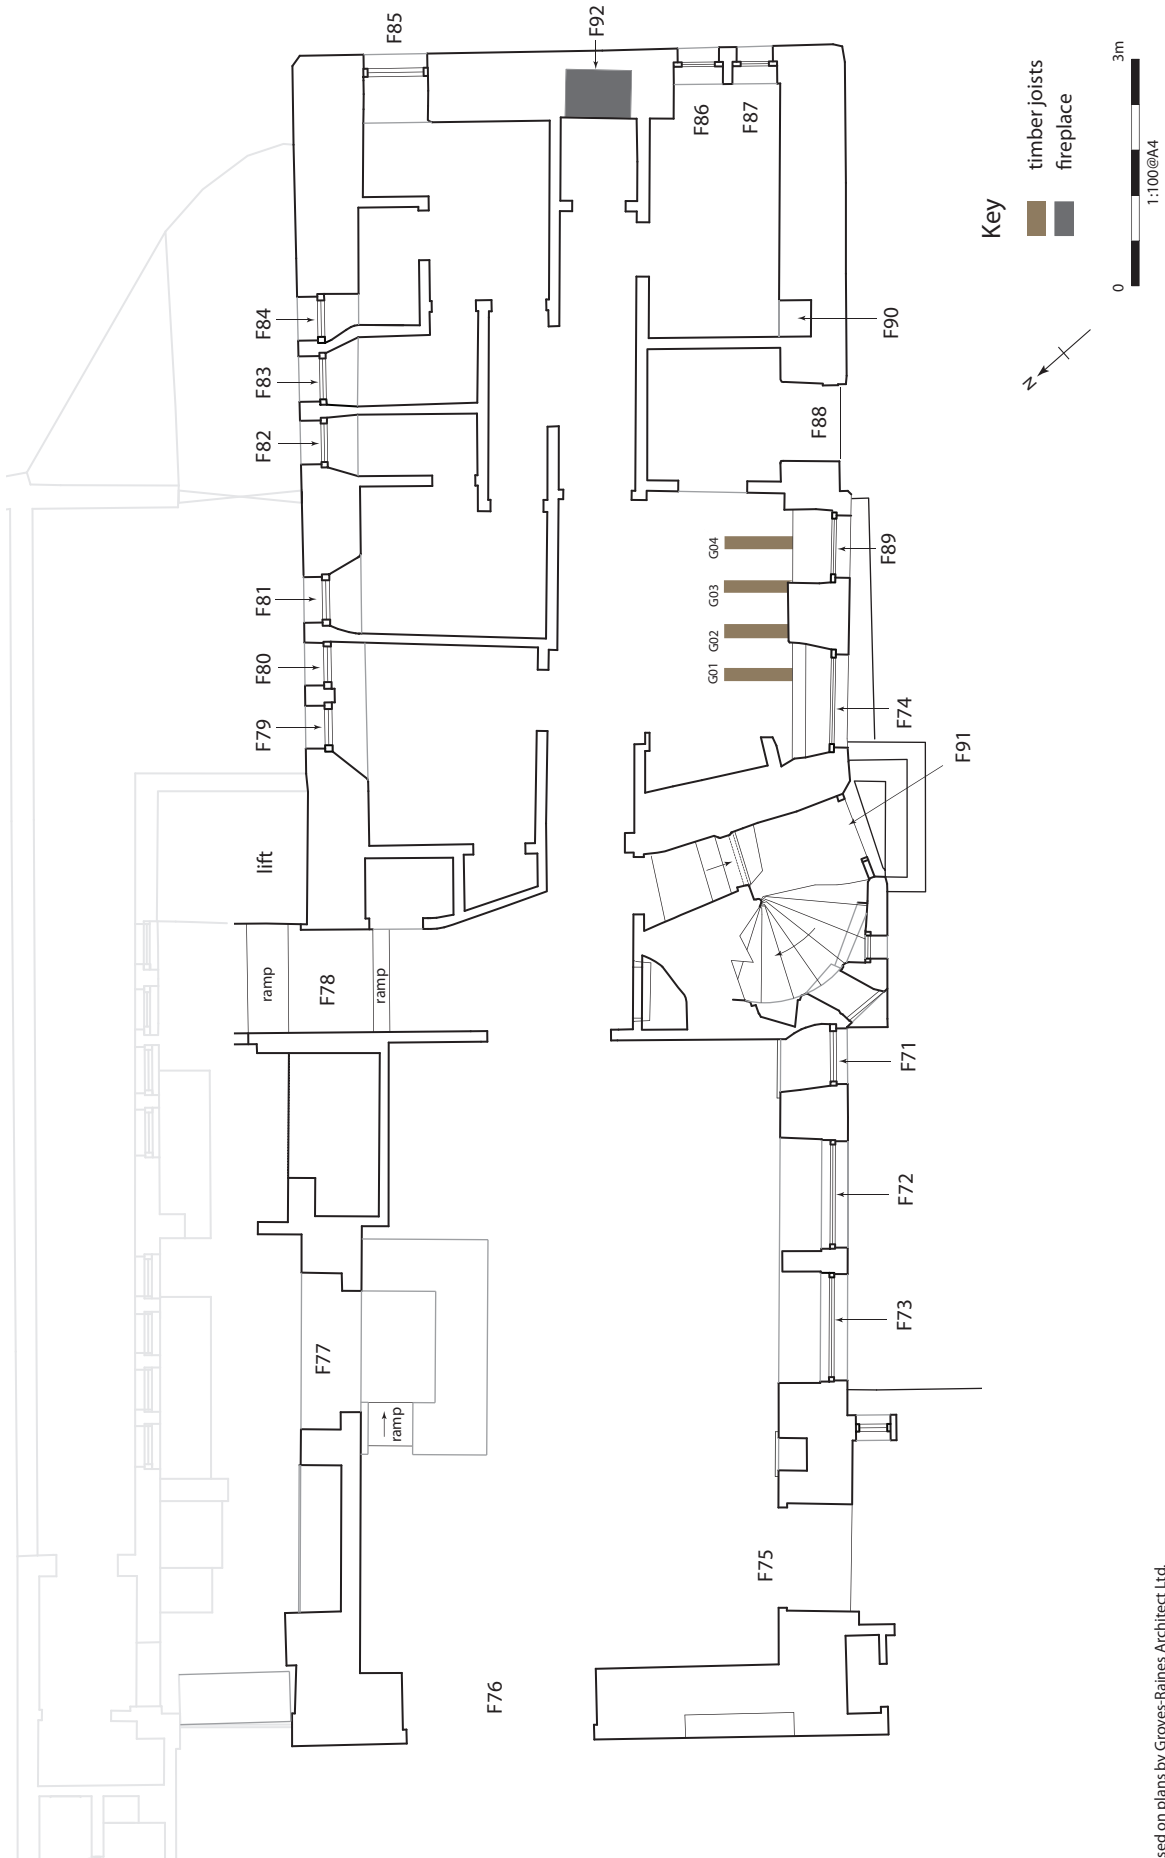 F85
F92
F86
F87
F84
F83
F82
F81
F80
F79
F90
F88
F89
F74
F91
G04
G03
G02
G01
lift
ramp
F78
ramp
F71
F72
F73
F77
ramp
F75
F76
Key
timber joists
fireplace
N
0
3m
1:100@A4
sed on plans by Groves-Raines Architect Ltd.